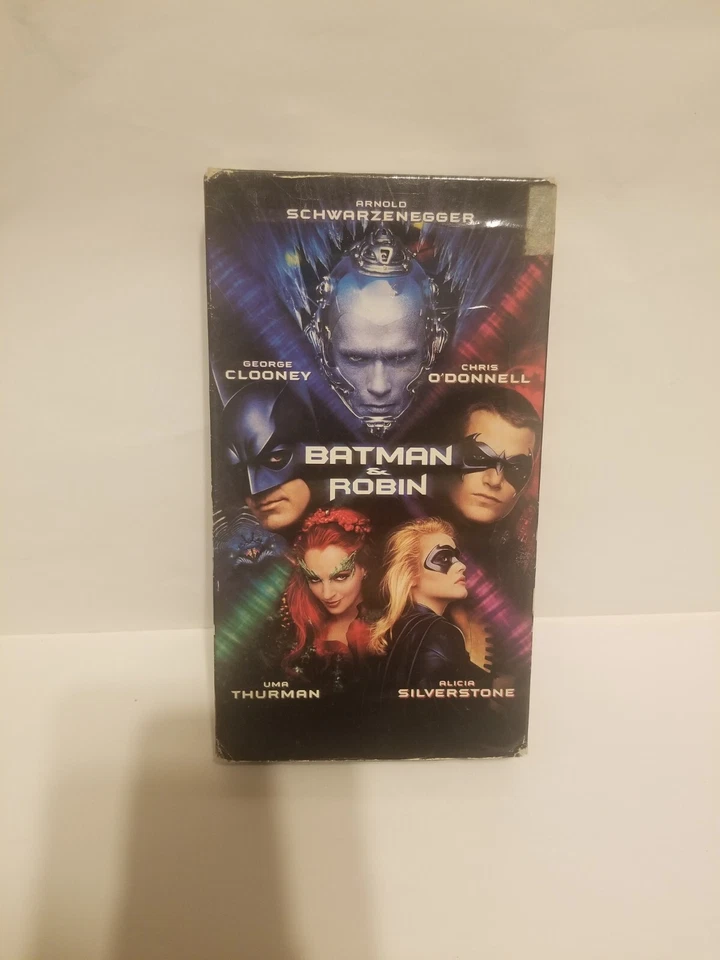 ARNOLD
SCHWARZENEGGER
GEORGE
CLOONEY
CHRIS
O'DONNELL
BATMAN
&
ROBIN
UMA
THURMAN
ALICIA
SILVERSTONE